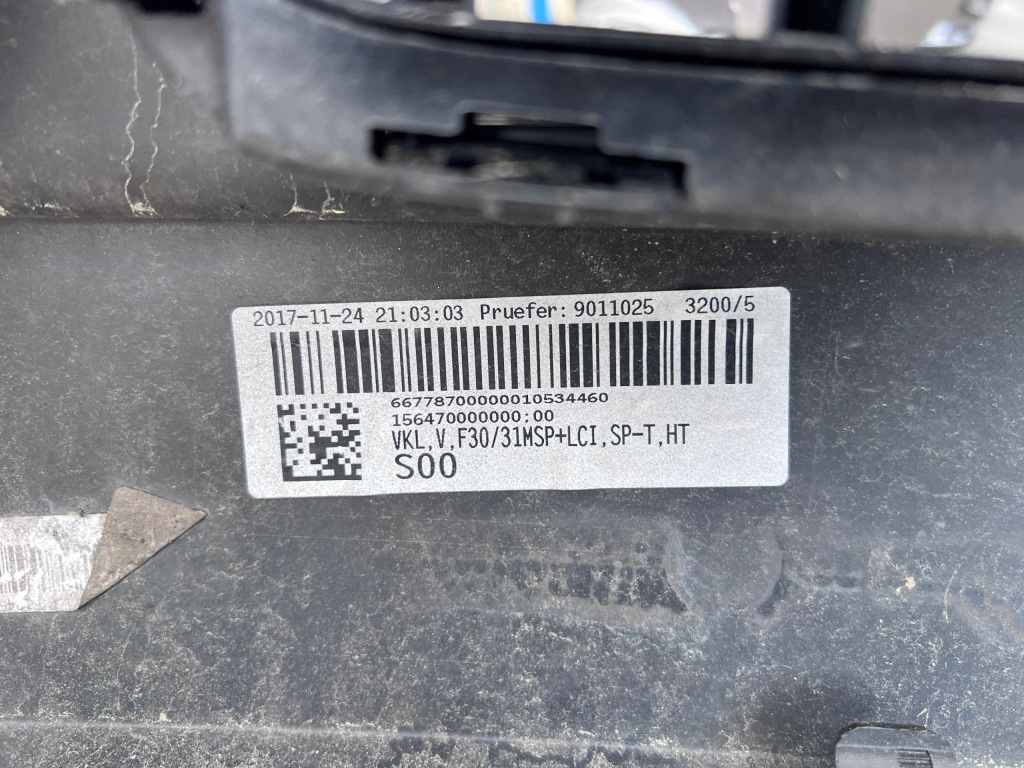 2017-11-24 21:03:03 Pruefer: 9011025 3200/5
66778700000010534460
156470000000;00
VKL,V,F30/31MSP+LCI,SP-T,HT
S00